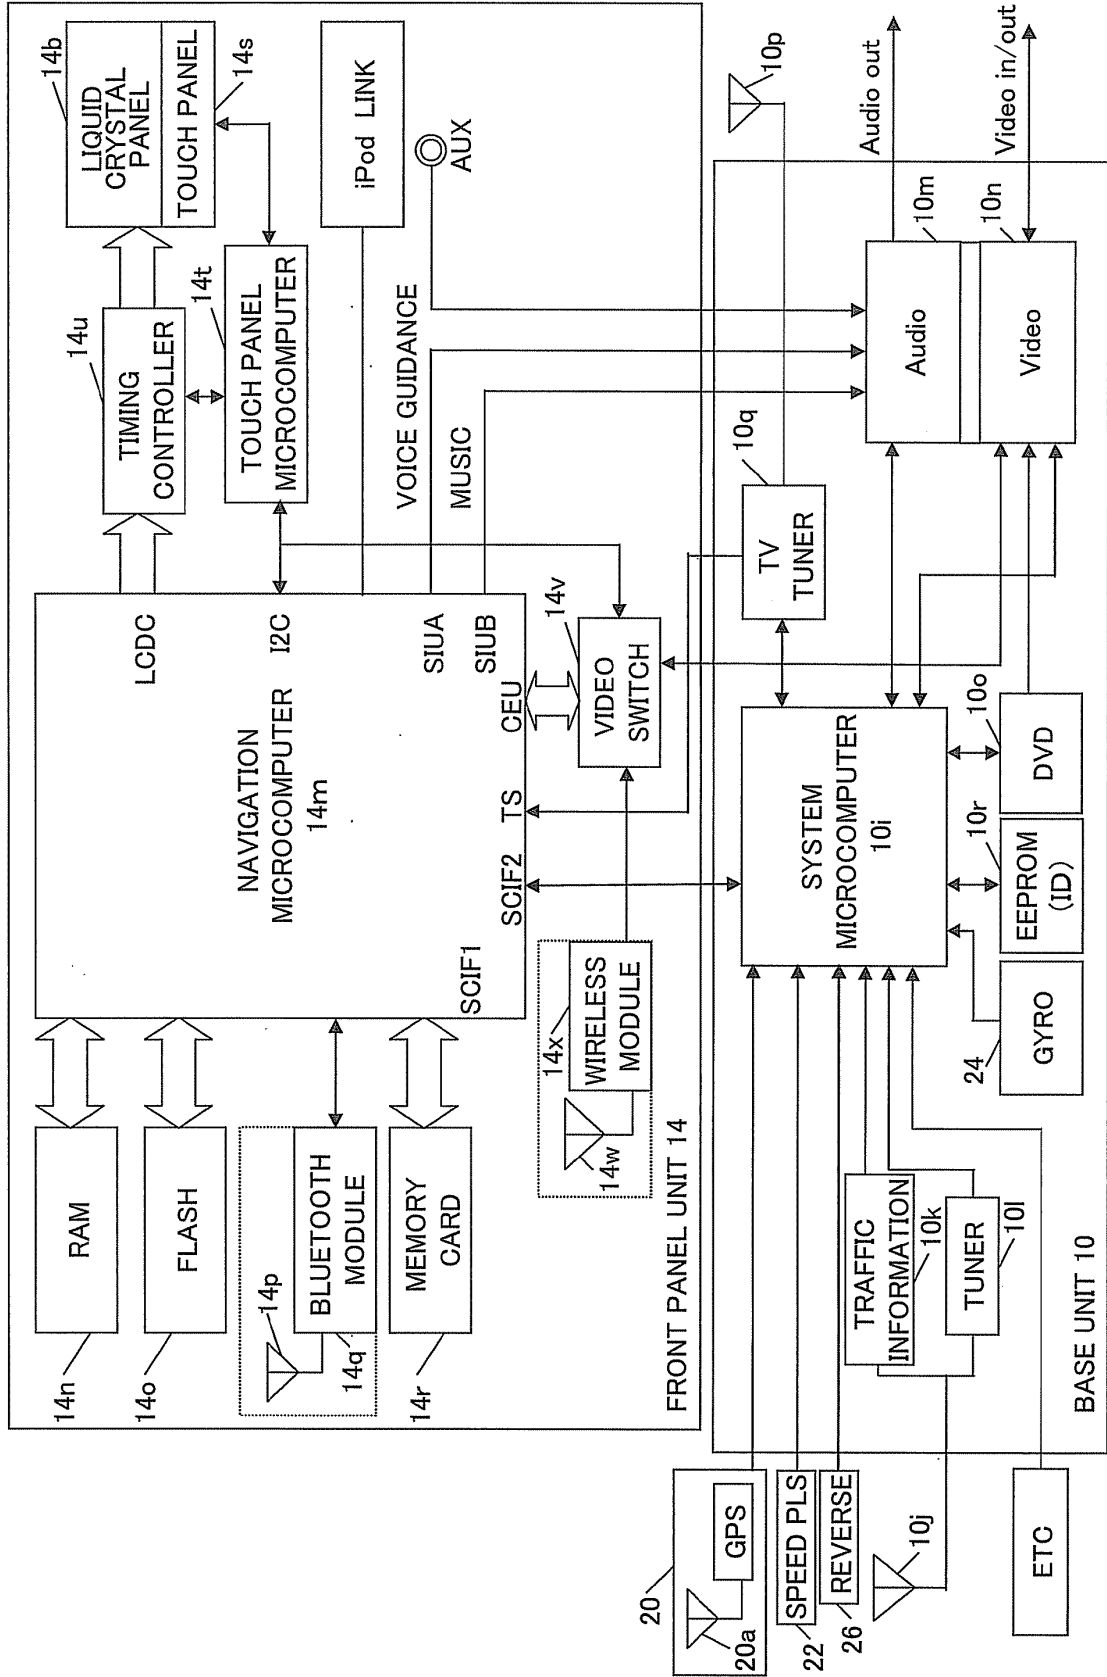 14n
RAM
14o
FLASH
14p
BLUETOOTH
MODULE
14q
MEMORY
CARD
14r
NAVIGATION
MICROCOMPUTER
14m
LCDC
I2C
SIUA
SIUB
CEU
TS
SCIF2
SCIF1
14u
TIMING
CONTROLLER
14t
TOUCH PANEL
MICROCOMPUTER
14b
LIQUID
CRYSTAL
PANEL
TOUCH PANEL
14s
iPod LINK
AUX
VOICE GUIDANCE
MUSIC
14v
VIDEO
SWITCH
14x
WIRELESS
MODULE
14w
FRONT PANEL UNIT 14
10p
10q
TV
TUNER
Audio out
Video in/out
10m
Audio
10n
Video
SYSTEM
MICROCOMPUTER
10i
10o
DVD
10r
EEPROM
(ID)
24
GYRO
TRAFFIC
INFORMATION
10k
TUNER
10l
BASE UNIT 10
20
GPS
20a
SPEED PLS
22
REVERSE
26
10j
ETC